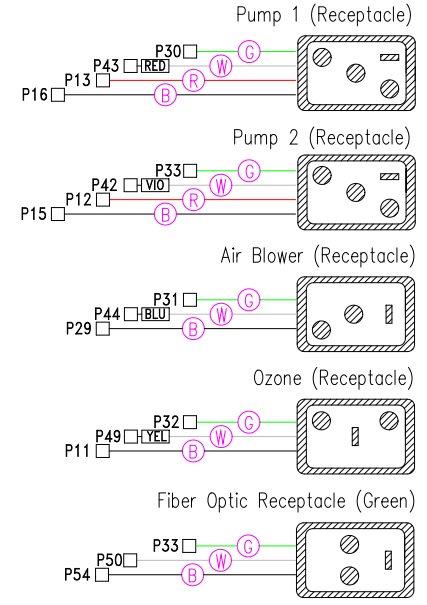 Pump 1 (Receptacle)
P30 G
P43 RED W
P13 R
P16 B
Pump 2 (Receptacle)
P33 G
P42 VIO W
P12 R
P15 B
Air Blower (Receptacle)
P31 G
P44 BLU W
P29 B
Ozone (Receptacle)
P32 G
P49 YEL W
P11 B
Fiber Optic Receptacle (Green)
P33 G
P50 W
P54 B